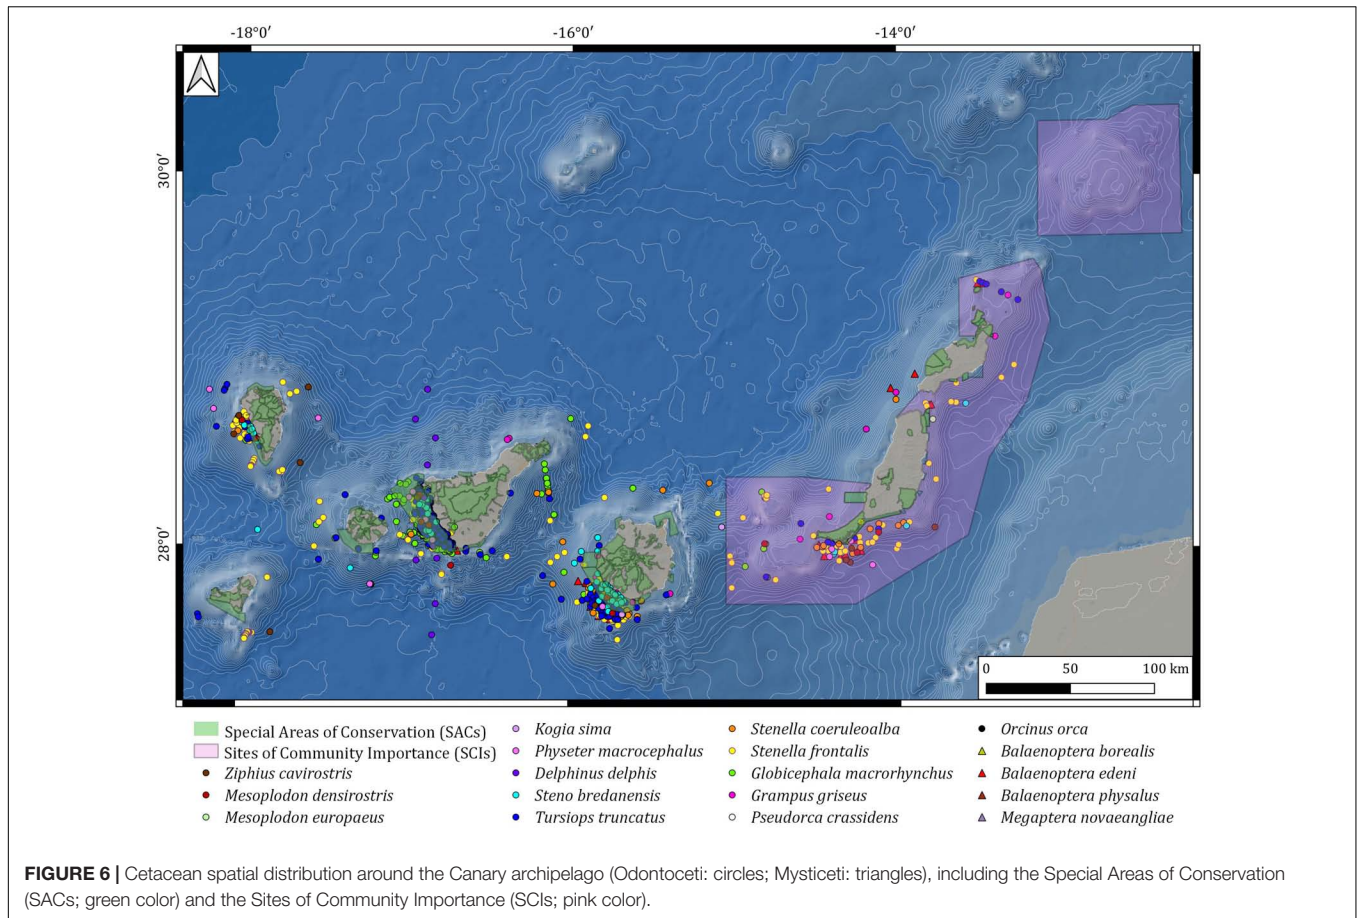 -18°0′ -16°0′ -14°0′
30°0′
28°0′
0 50 100 km
Special Areas of Conservation (SACs)
Sites of Community Importance (SCIs)
Ziphius cavirostris
Mesoplodon densirostris
Mesoplodon europaeus
Kogia sima
Physeter macrocephalus
Delphinus delphis
Steno bredanensis
Tursiops truncatus
Stenella coeruleoalba
Stenella frontalis
Globicephala macrorhynchus
Grampus griseus
Pseudorca crassidens
Orcinus orca
Balaenoptera borealis
Balaenoptera edeni
Balaenoptera physalus
Megaptera novaeangliae
FIGURE 6 | Cetacean spatial distribution around the Canary archipelago (Odontoceti: circles; Mysticeti: triangles), including the Special Areas of Conservation
(SACs; green color) and the Sites of Community Importance (SCIs; pink color).